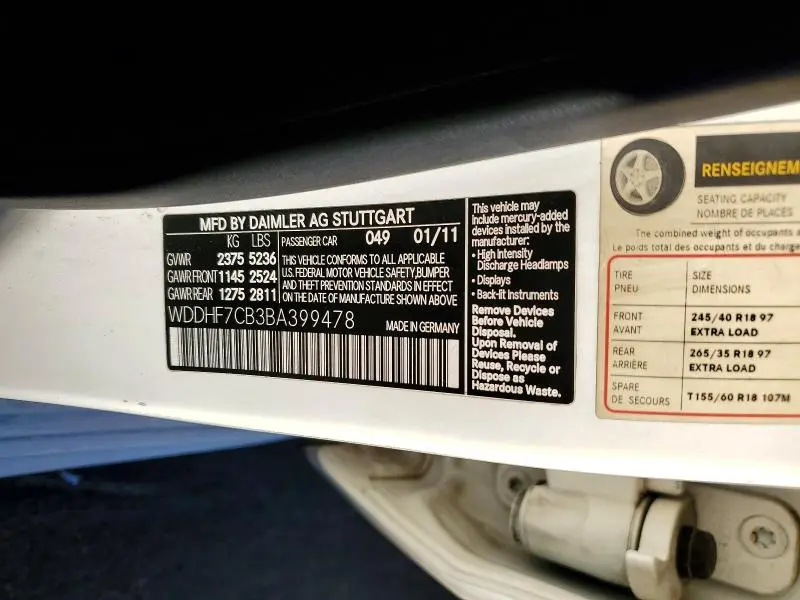 MFD BY DAIMLER AG STUTTGART
KG LBS
GVWR 2375 5236
GAWR FRONT 1145 2524
GAWR REAR 1275 2811
PASSENGER CAR 049 01/11
THIS VEHICLE CONFORMS TO ALL APPLICABLE
U.S. FEDERAL MOTOR VEHICLE SAFETY,BUMPER
AND THEFT PREVENTION STANDARDS IN EFFECT
ON THE DATE OF MANUFACTURE SHOWN ABOVE
WDDHF7CB3BA399478
MADE IN GERMANY
This vehicle may
include mercury-added
devices installed by the
manufacturer:
• High Intensity
Discharge Headlamps
• Displays
• Back-lit Instruments
Remove Devices
Before Vehicle
Disposal.
Upon Removal of
Devices Please
Reuse, Recycle or
Dispose as
Hazardous Waste.
RENSEIGNEM
SEATING CAPACITY
NOMBRE DE PLACES
The combined weight of occupants a
Le poids total des occupants et du charge
TIRE SIZE
PNEU DIMENSIONS
FRONT 245/40 R18 97
AVANT EXTRA LOAD
REAR 265/35 R18 97
ARRIÈRE EXTRA LOAD
SPARE T155/60 R18 107M
DE SECOURS